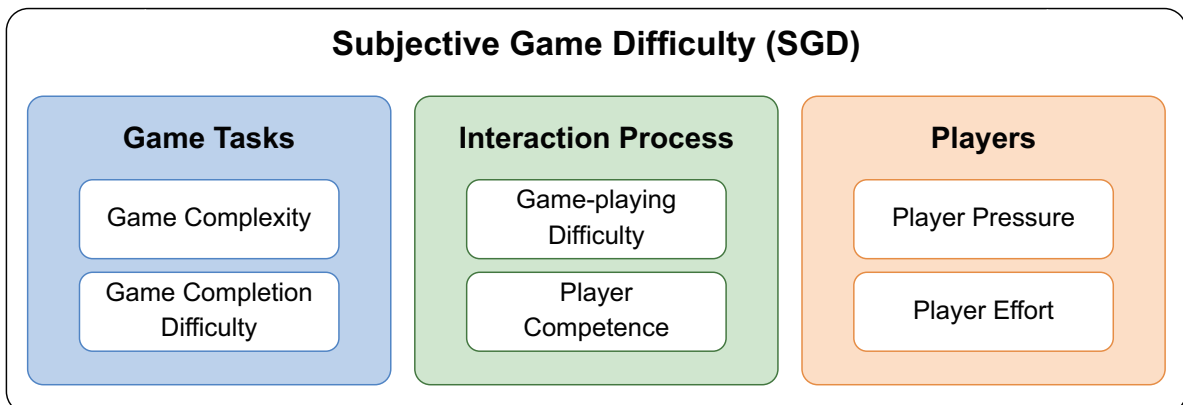 Subjective Game Difficulty (SGD)
Game Tasks
Game Complexity
Game Completion
Difficulty
Interaction Process
Game-playing
Difficulty
Player
Competence
Players
Player Pressure
Player Effort